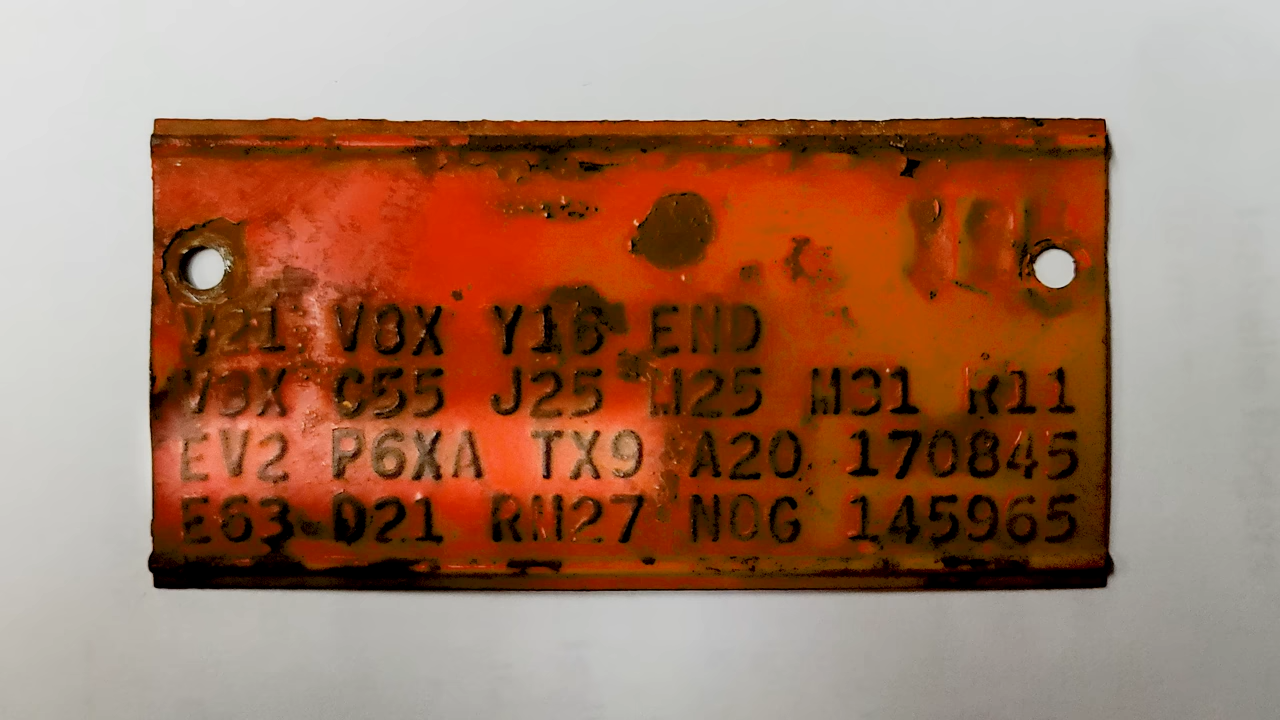 V21 V8X Y16 END
V8X C55 J25 M25 M31 R11
EV2 P6XA TX9 A20 170845
E63 D21 RM27 N0G 145965